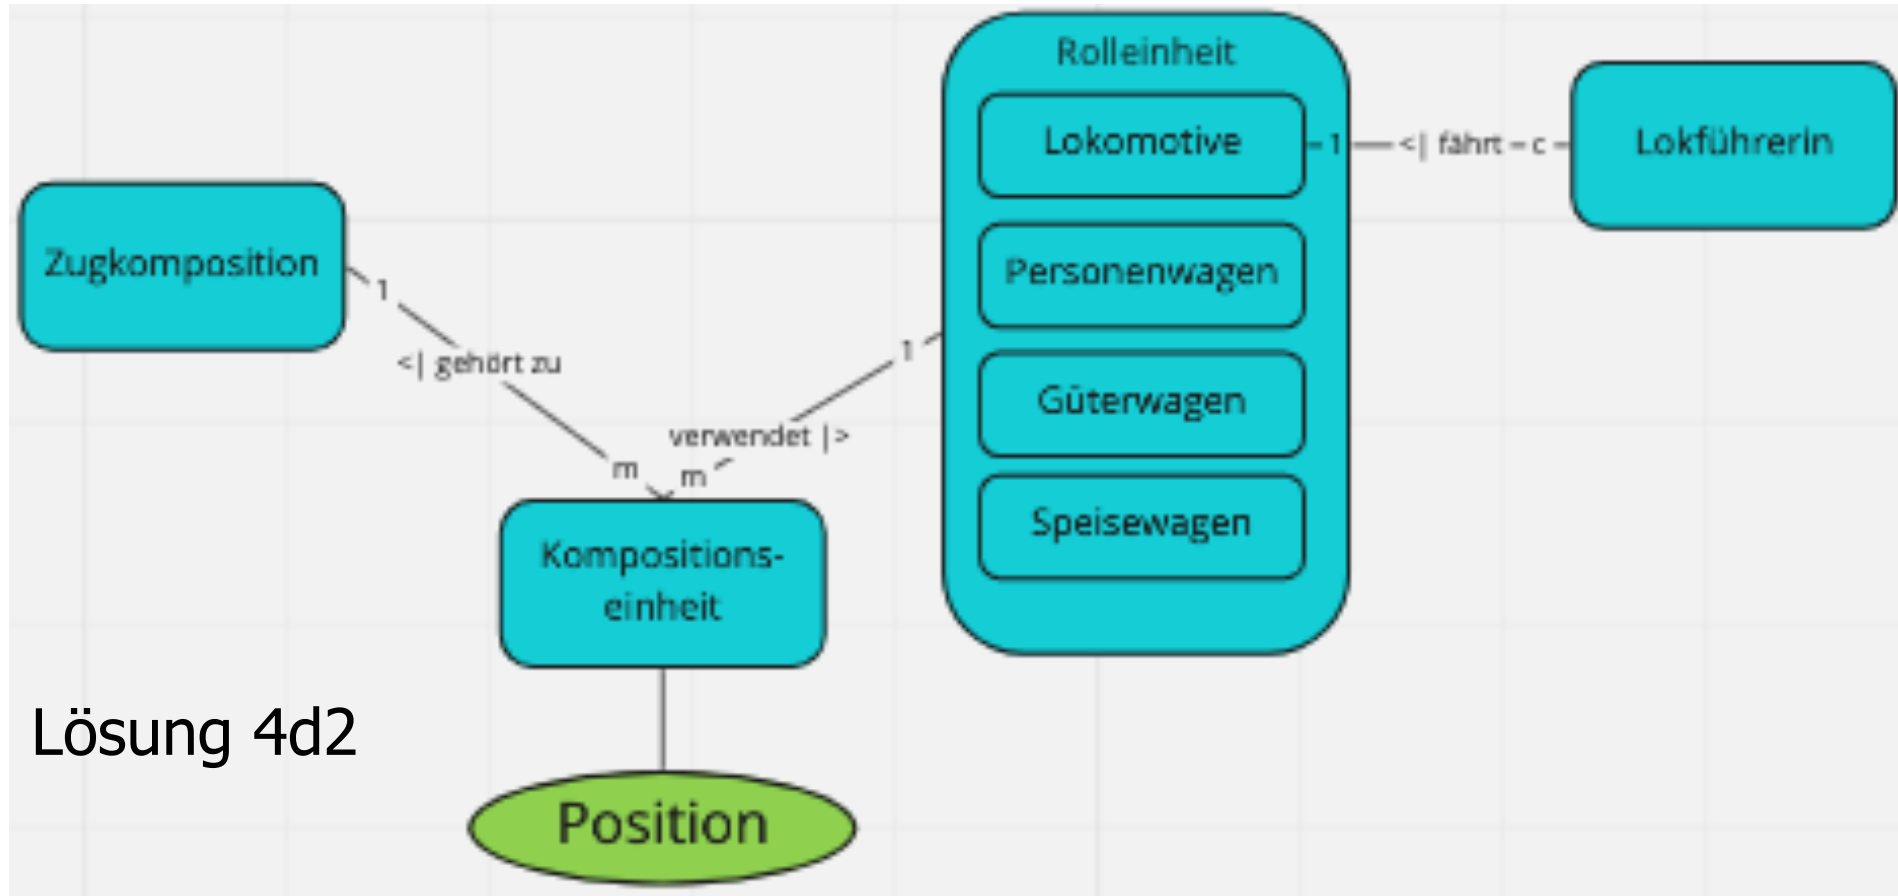 Rolleinheit
Lokomotive
1
<| fährt
c
LokführerIn
Zugkomposition
1
Personenwagen
<| gehört zu
1
Güterwagen
verwendet |>
m
m
Speisewagen
Kompositions-
einheit
Lösung 4d2
Position